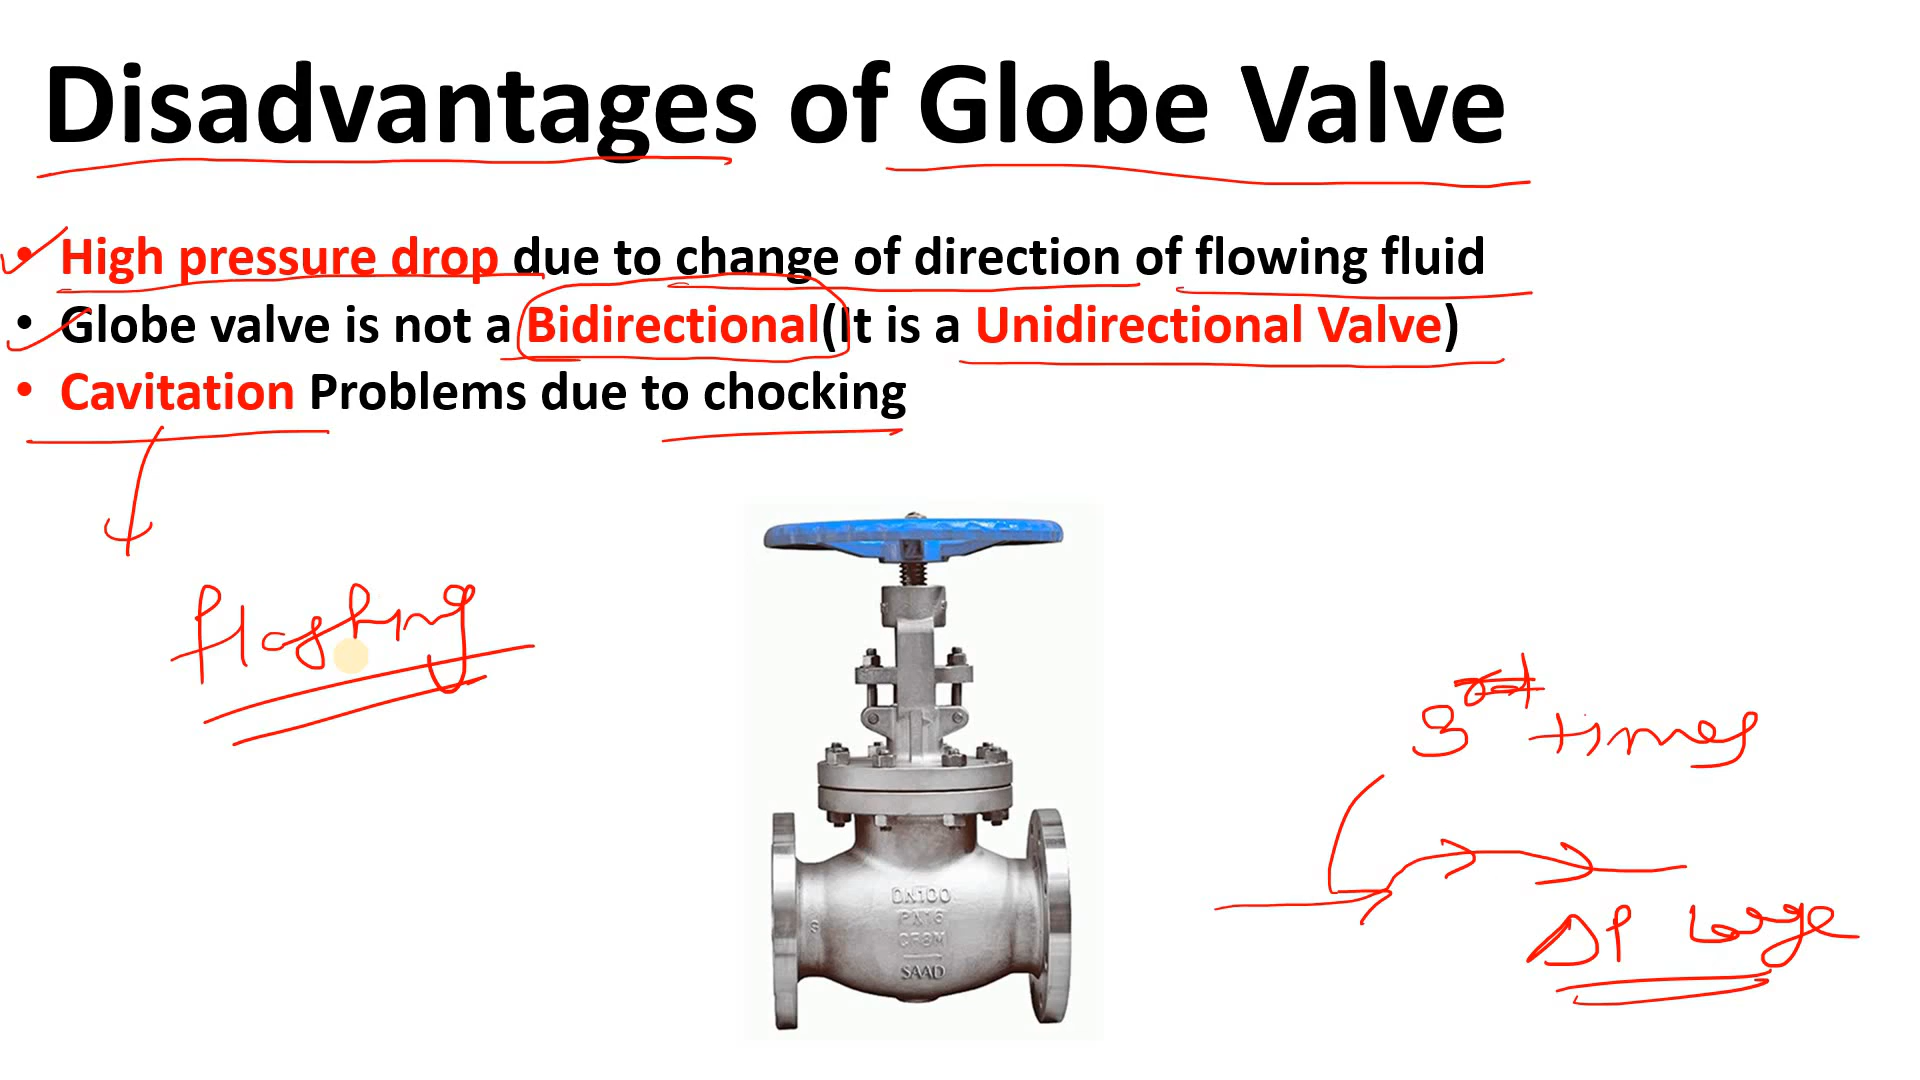 Disadvantages of Globe Valve
• High pressure drop due to change of direction of flowing fluid
• Globe valve is not a Bidirectional(It is a Unidirectional Valve)
• Cavitation Problems due to chocking
flashing
3 times
ΔP large
DN100
PN16
CF8M
SAAD
S